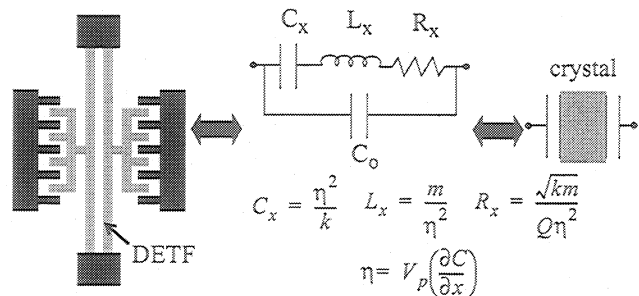 Cₓ Lₓ Rₓ
crystal
C₀
Cₓ = η²/k Lₓ = m/η² Rₓ = √km/Qη²
DETF
η = Vₚ(∂C/∂x)